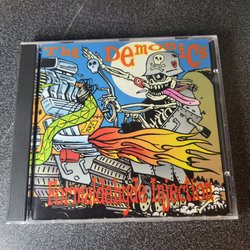 The Demonics
Formaldehyde Injection